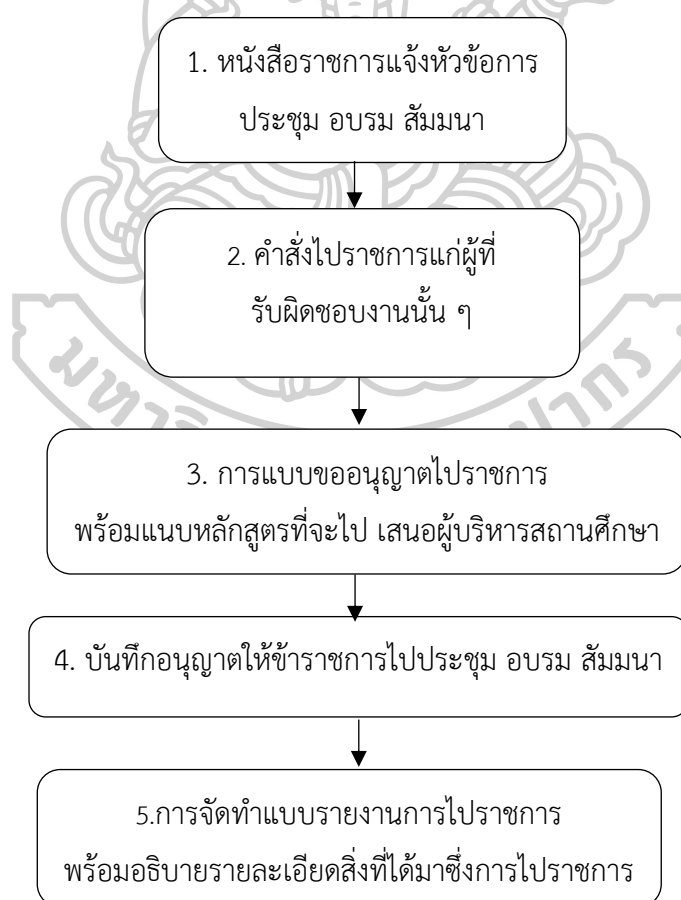 1. หนังสือราชการแจ้งหัวข้อการ
ประชุม อบรม สัมมนา
2. คำสั่งไปราชการแก่ผู้ที่
รับผิดชอบงานนั้น ๆ
3. การแบบขออนุญาตไปราชการ
พร้อมแนบหลักสูตรที่จะไป เสนอผู้บริหารสถานศึกษา
4. บันทึกอนุญาตให้ข้าราชการไปประชุม อบรม สัมมนา
5.การจัดทำแบบรายงานการไปราชการ
พร้อมอธิบายรายละเอียดสิ่งที่ได้มาซึ่งการไปราชการ